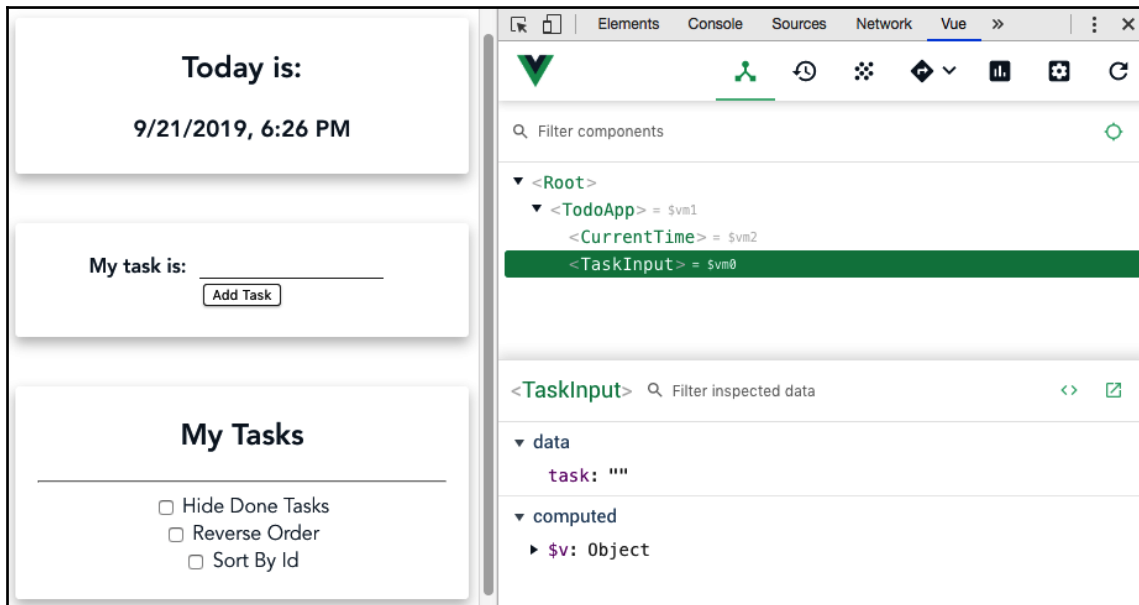 Today is:
9/21/2019, 6:26 PM
My task is:
Add Task
My Tasks
Hide Done Tasks
Reverse Order
Sort By Id
Elements Console Sources Network Vue »
Filter components
<Root>
<TodoApp> = $vm1
<CurrentTime> = $vm2
<TaskInput> = $vm0
<TaskInput> Filter inspected data <>
data
task: ""
computed
$v: Object